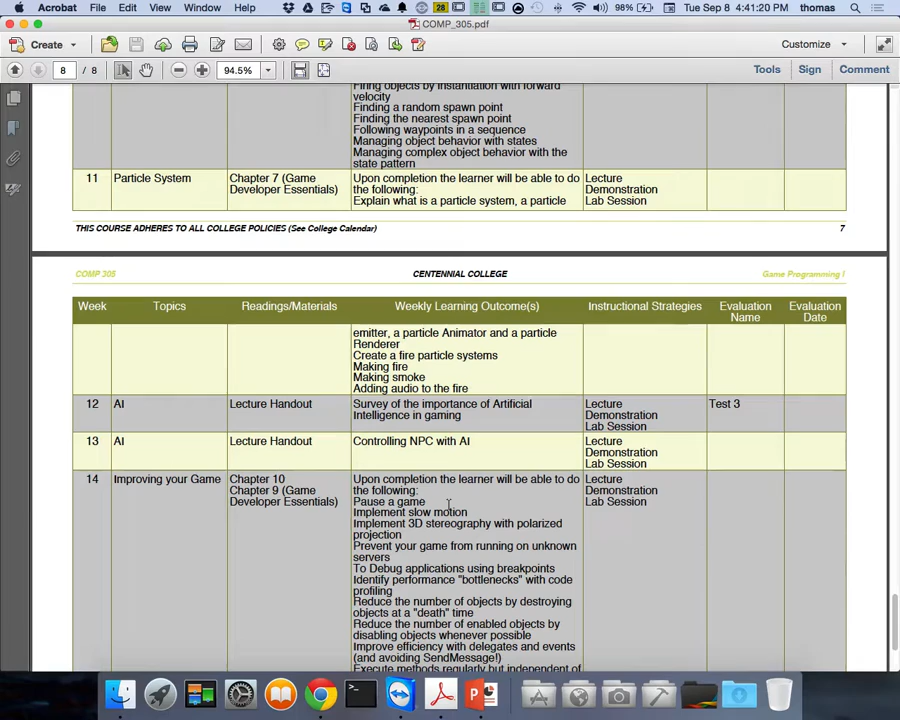 Acrobat File Edit View Window Help 28 98% Tue Sep 8 4:41:20 PM thomas
COMP_305.pdf
Create Customize
8 / 8 94.5% Tools Sign Comment
Firing objects by instantiation with forward
velocity
Finding a random spawn point
Finding the nearest spawn point
Following waypoints in a sequence
Managing object behavior with states
Managing complex object behavior with the
state pattern
11 Particle System Chapter 7 (Game Upon completion the learner will be able to do Lecture
Developer Essentials) the following: Demonstration
Explain what is a particle system, a particle Lab Session
THIS COURSE ADHERES TO ALL COLLEGE POLICIES (See College Calendar) 7
COMP 305 CENTENNIAL COLLEGE Game Programming I
Week Topics Readings/Materials Weekly Learning Outcome(s) Instructional Strategies Evaluation Evaluation
Name Date
emitter, a particle Animator and a particle
Renderer
Create a fire particle systems
Making fire
Making smoke
Adding audio to the fire
12 AI Lecture Handout Survey of the importance of Artificial Lecture Test 3
Intelligence in gaming Demonstration
Lab Session
13 AI Lecture Handout Controlling NPC with AI Lecture
Demonstration
Lab Session
14 Improving your Game Chapter 10 Upon completion the learner will be able to do Lecture
Chapter 9 (Game the following: Demonstration
Developer Essentials) Pause a game Lab Session
Implement slow motion
Implement 3D stereography with polarized
projection
Prevent your game from running on unknown
servers
To Debug applications using breakpoints
Identify performance "bottlenecks" with code
profiling
Reduce the number of objects by destroying
objects at a "death" time
Reduce the number of enabled objects by
disabling objects whenever possible
Improve efficiency with delegates and events
(and avoiding SendMessage!)
Execute methods regularly but independent of